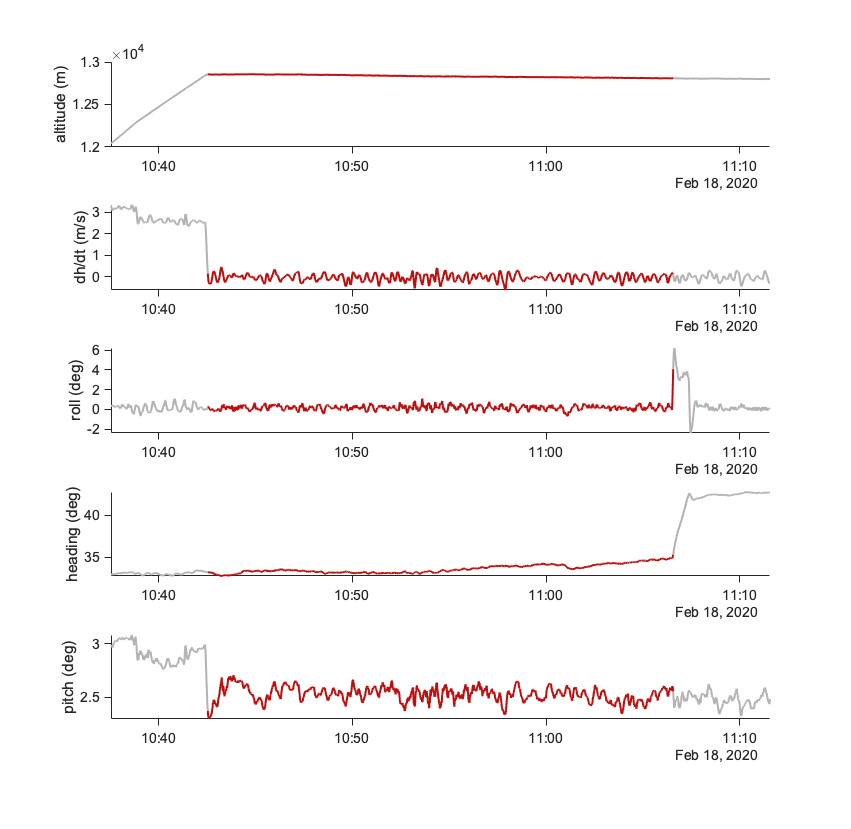 ×10⁴
1.3
1.25
1.2
altitude (m)
10:40 10:50 11:00 11:10
Feb 18, 2020
3
2
1
0
dh/dt (m/s)
10:40 10:50 11:00 11:10
Feb 18, 2020
6
4
2
0
-2
roll (deg)
10:40 10:50 11:00 11:10
Feb 18, 2020
40
35
heading (deg)
10:40 10:50 11:00 11:10
Feb 18, 2020
3
2.5
pitch (deg)
10:40 10:50 11:00 11:10
Feb 18, 2020